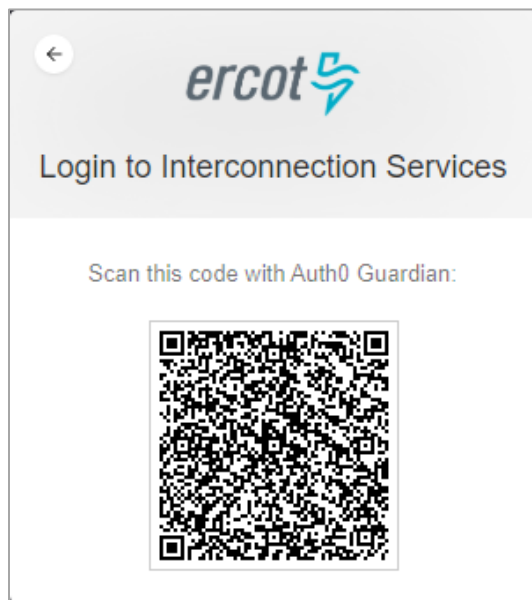 ercot
Login to Interconnection Services
Scan this code with Auth0 Guardian: